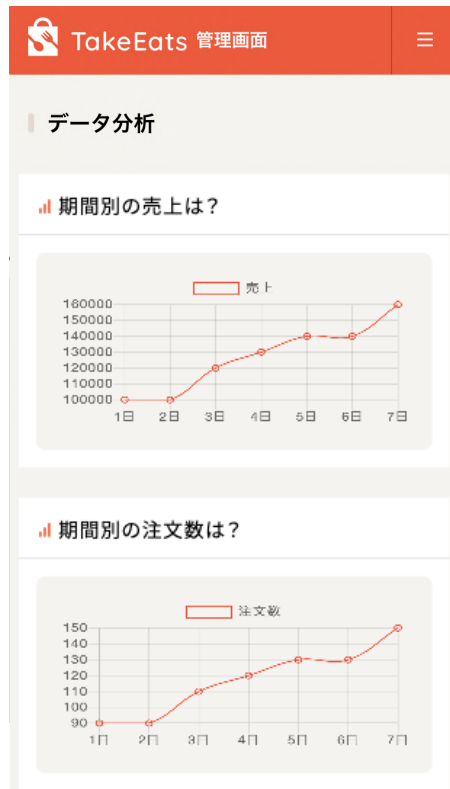 TakeEats 管理画面
データ分析
期間別の売上は？
売上
160000
150000
140000
130000
120000
110000
100000
1日 2日 3日 4日 5日 6日 7日
期間別の注文数は？
注文数
150
140
130
120
110
100
90
1日 2日 3日 4日 5日 6日 7日